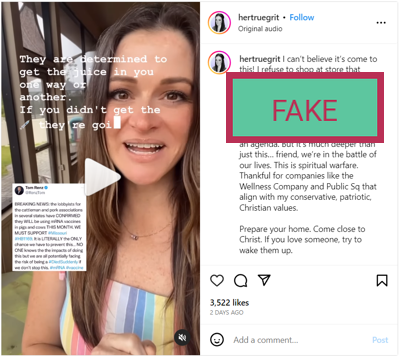 hertruegrit • Follow
Original audio
They are determined to
get the juice in you
one way or
another.
If you didn't get the
they re goi
Tom Renz
@RenzTom
BREAKING NEWS: the lobbyists for
the cattleman and pork associations
in several states have CONFIRMED
they WILL be using mRNA vaccines
in pigs and cows THIS MONTH. WE
MUST SUPPORT #Missouri
#HB1169. It is LITERALLY the ONLY
chance we have to prevent this... NO
ONE knows the impacts of doing
this but we are all potentially facing
the risk of being a #DiedSuddenly if
we don't stop this. #mRNA #vaccine
hertruegrit I can't believe it's come to
this! I refuse to shop at store that
FAKE
an agenda. But it's much deeper than
just this... friend, we're in the battle of
our lives. This is spiritual warfare.
Thankful for companies like the
Wellness Company and Public Sq that
align with my conservative, patriotic,
Christian values.
Prepare your home. Come close to
Christ. If you love someone, try to
wake them up.
3,522 likes
2 DAYS AGO
Add a comment...
Post